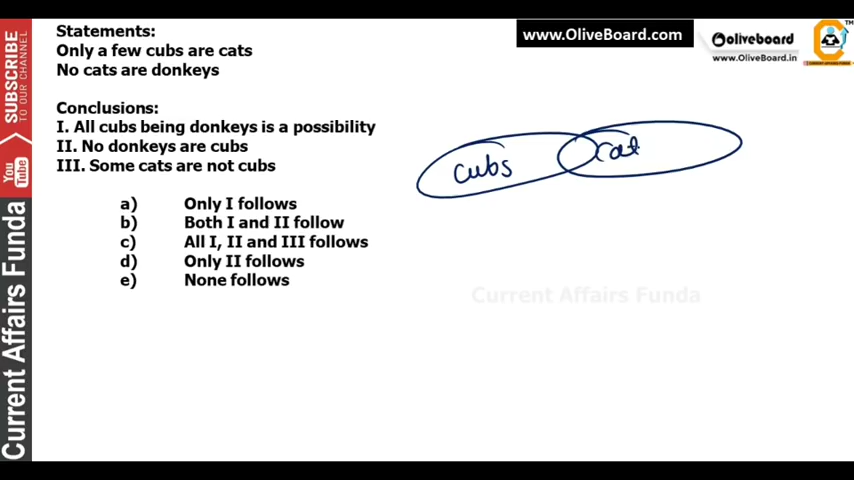 SUBSCRIBE
TO OUR CHANNEL
You Tube
Current Affairs Funda
Statements:
Only a few cubs are cats
No cats are donkeys
Conclusions:
I. All cubs being donkeys is a possibility
II. No donkeys are cubs
III. Some cats are not cubs
a) Only I follows
b) Both I and II follow
c) All I, II and III follows
d) Only II follows
e) None follows
www.OliveBoard.com
oliveboard
www.OliveBoard.in
TM
cubs
cat
Current Affairs Funda